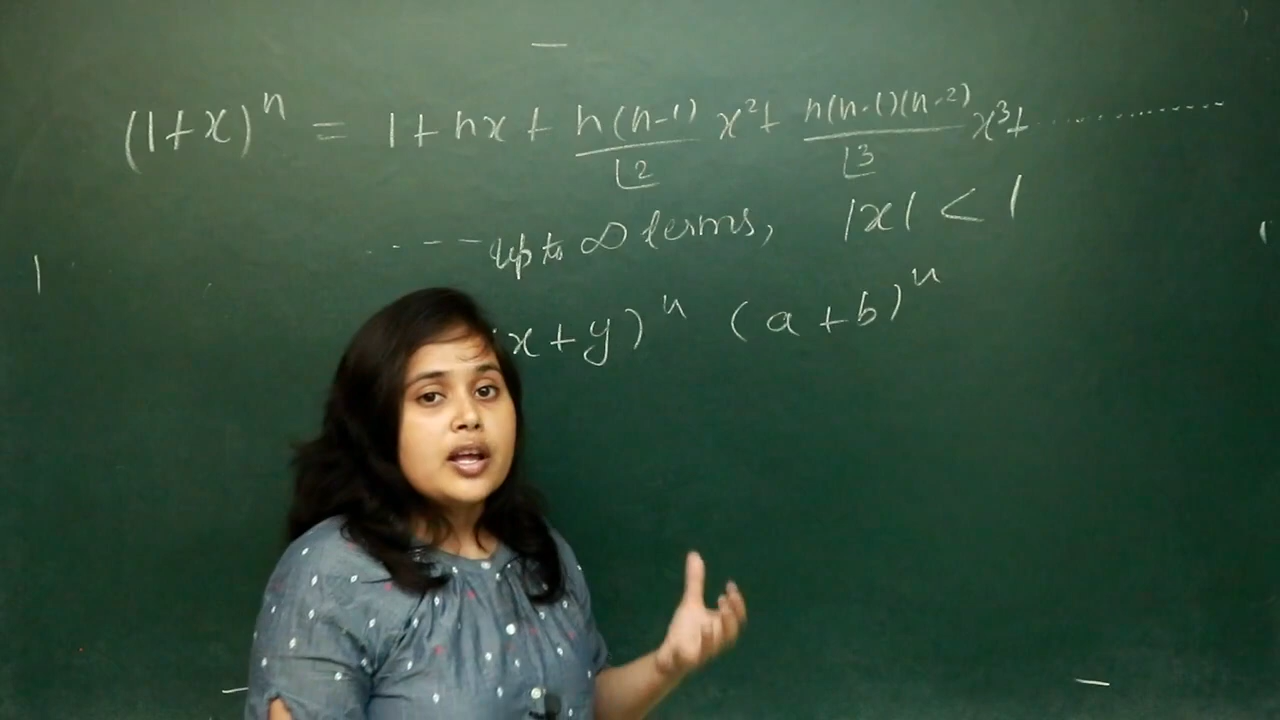 (1+x)^n = 1 + nx + n(n-1)/⌊2 x² + n(n-1)(n-2)/⌊3 x³ + ............
---- up to ∞ terms, |x| < 1
x+y)^n (a+b)^n